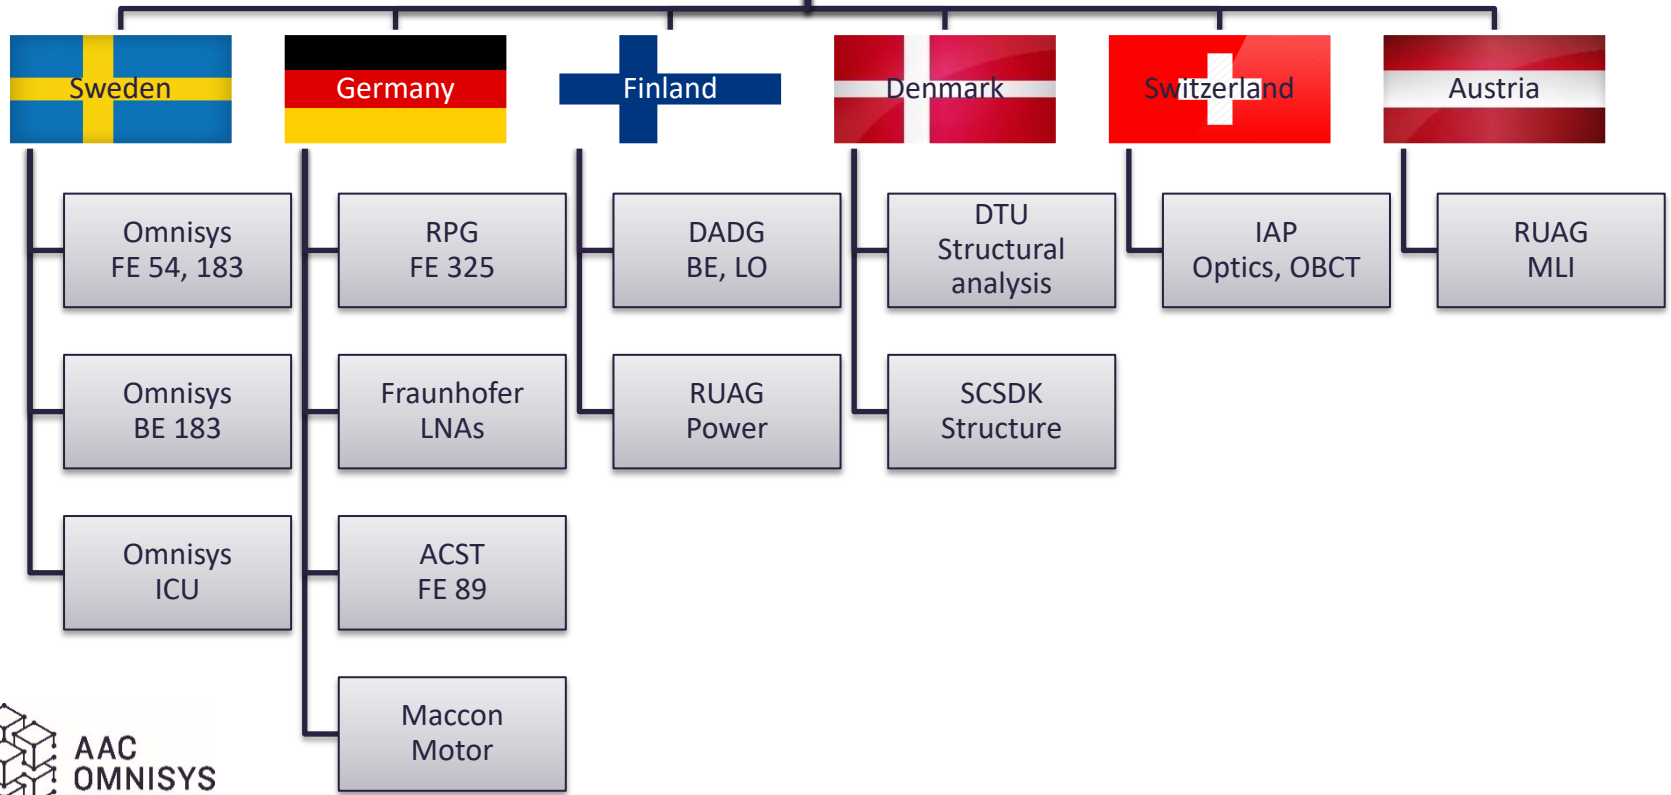 Sweden
Germany
Finland
Denmark
Switzerland
Austria
Omnisys
FE 54, 183
RPG
FE 325
DADG
BE, LO
DTU
Structural
analysis
IAP
Optics, OBCT
RUAG
MLI
Omnisys
BE 183
Fraunhofer
LNAs
RUAG
Power
SCSDK
Structure
Omnisys
ICU
ACST
FE 89
Maccon
Motor
AAC
OMNISYS